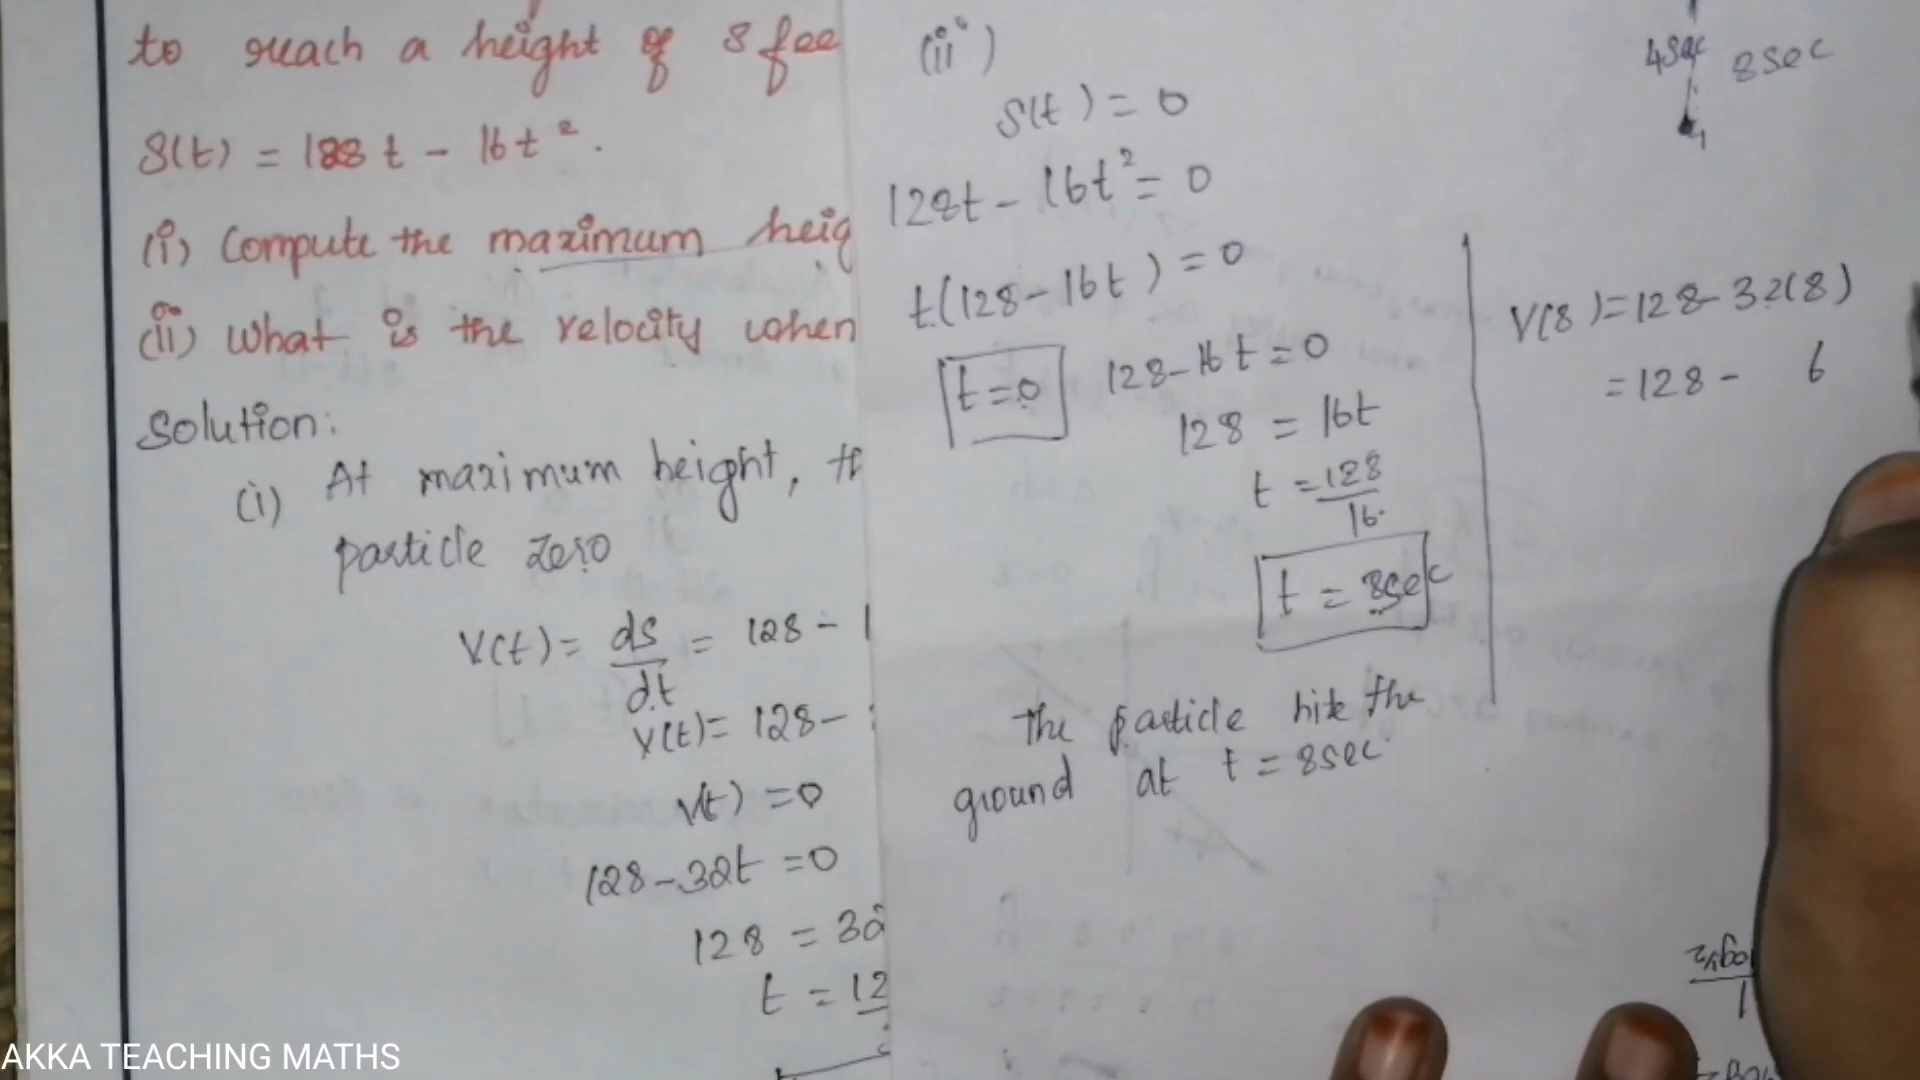 to reach a height of s fee
S(t) = 128 t - 16 t².
(i) Compute the maximum heig
(ii) What is the velocity when
Solution:
(i) At maximum height, th
particle zero
V(t) = ds/dt = 128 - 1
V(t) = 128 -
V(t) = 0
128 - 32t = 0
128 = 32
t = 12
(ii)
S(t) = 0
128t - 16t² = 0
t(128 - 16t) = 0
t = 0 128 - 16t = 0
128 = 16t
t = 128/16.
t = 8sec
The particle hits the
ground at t = 8sec
4sec 8sec
V(8) = 128 - 32(8)
= 128 - 6
AKKA TEACHING MATHS